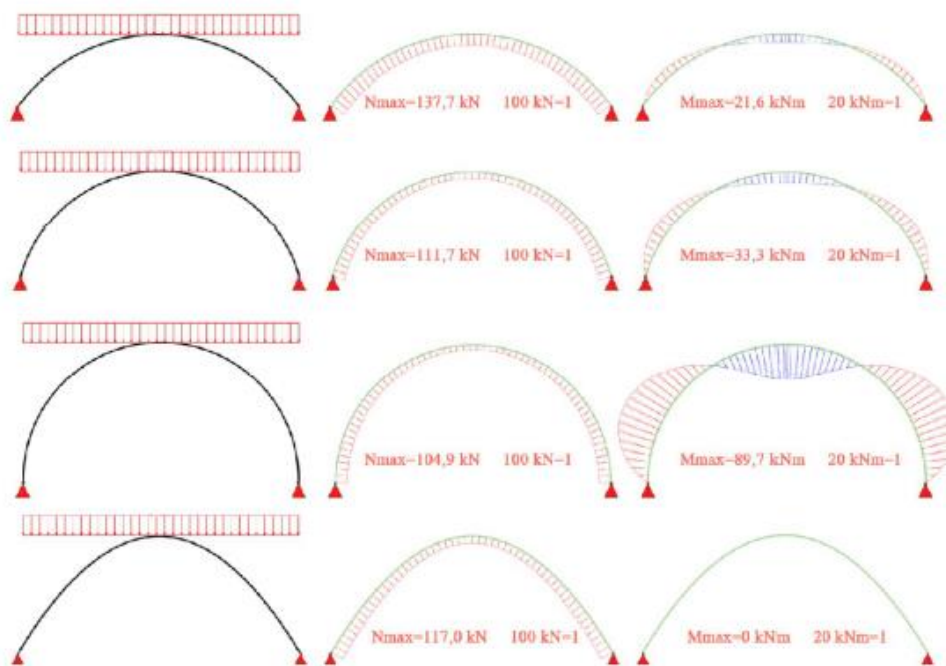 Nmax=137,7 kN 100 kN=1 Mmax=21,6 kNm 20 kNm=1
Nmax=111,7 kN 100 kN=1 Mmax=33,3 kNm 20 kNm=1
Nmax=104,9 kN 100 kN=1 Mmax=89,7 kNm 20 kNm=1
Nmax=117,0 kN 100 kN=1 Mmax=0 kNm 20 kNm=1